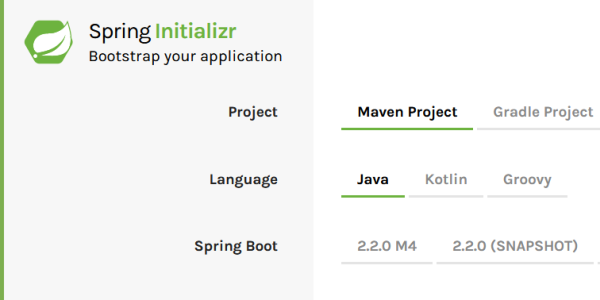 Spring Initializr
Bootstrap your application
Project
Maven Project
Gradle Project
Language
Java
Kotlin
Groovy
Spring Boot
2.2.0 M4
2.2.0 (SNAPSHOT)